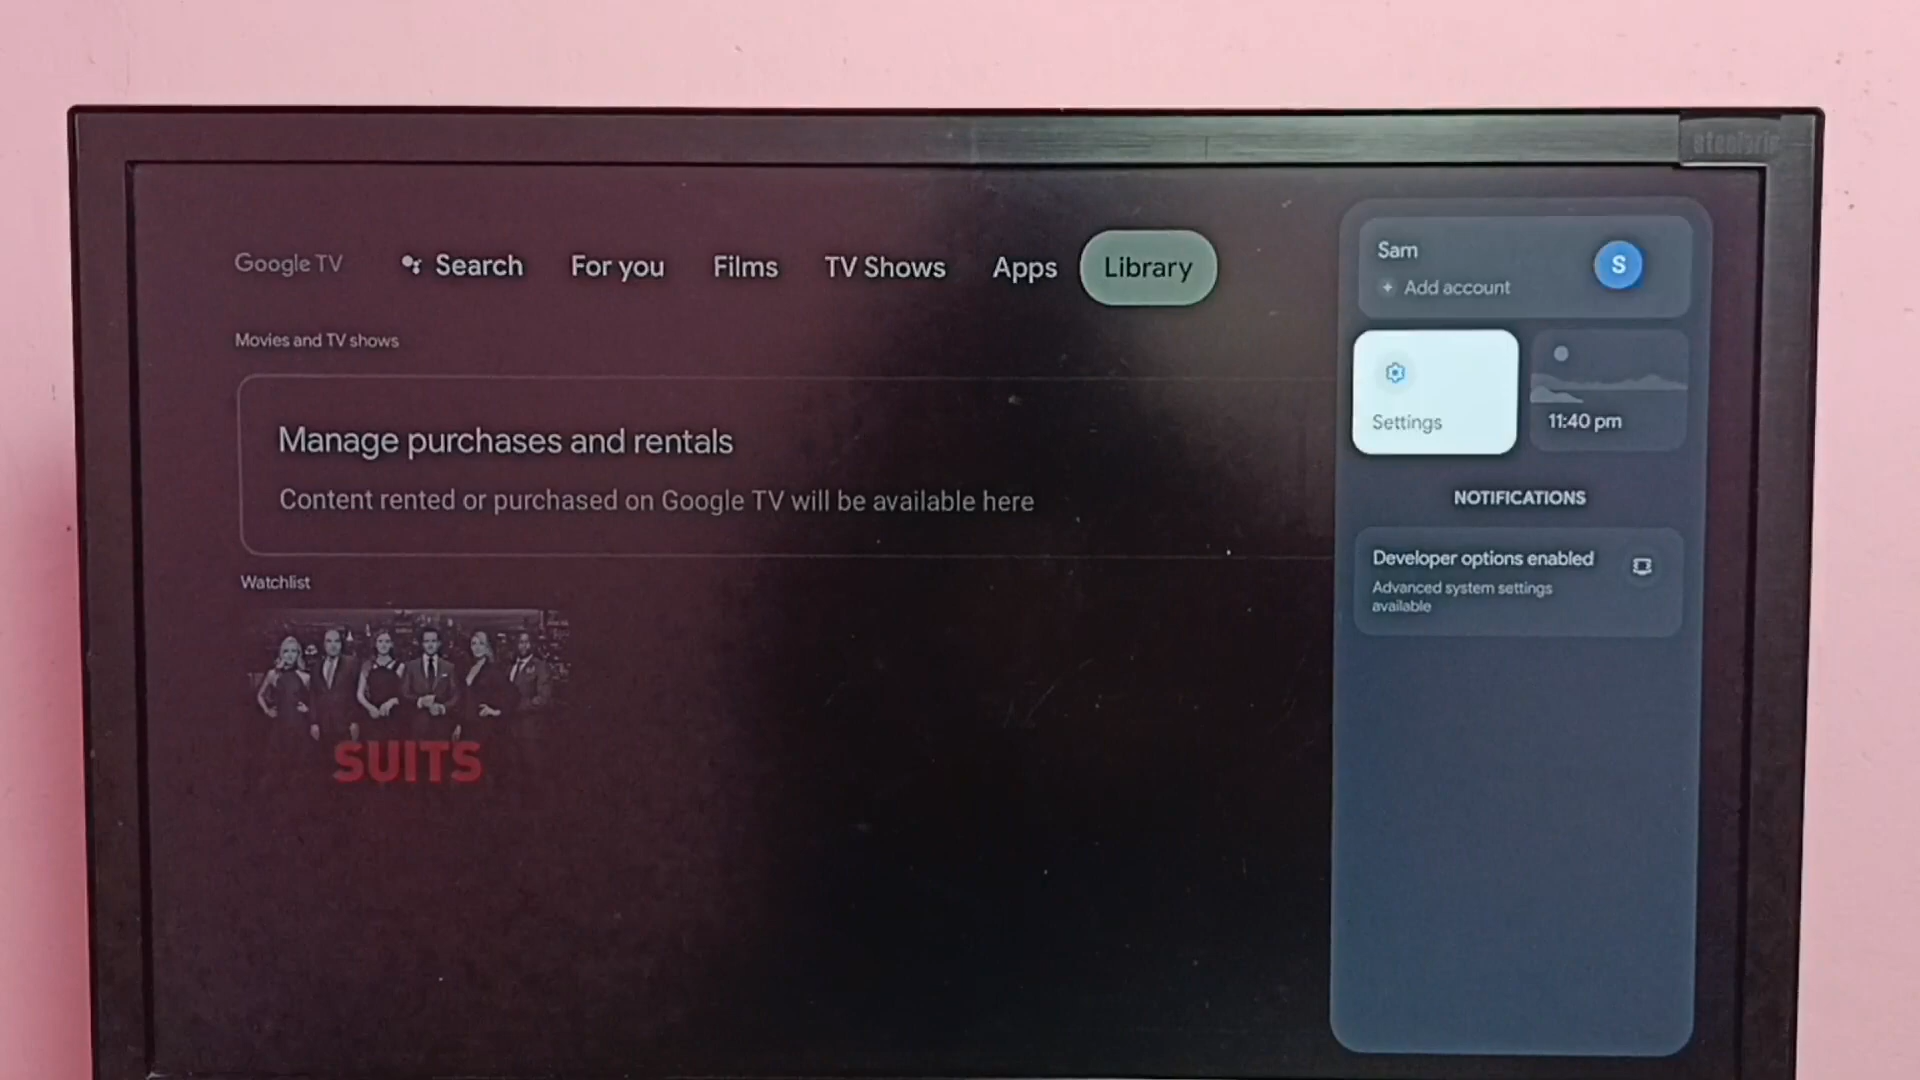 Google TV
Search
For you
Films
TV Shows
Apps
Library
Movies and TV shows
Manage purchases and rentals
Content rented or purchased on Google TV will be available here
Watchlist
SUITS
Sam
S
+ Add account
Settings
11:40 pm
NOTIFICATIONS
Developer options enabled
Advanced system settings
available